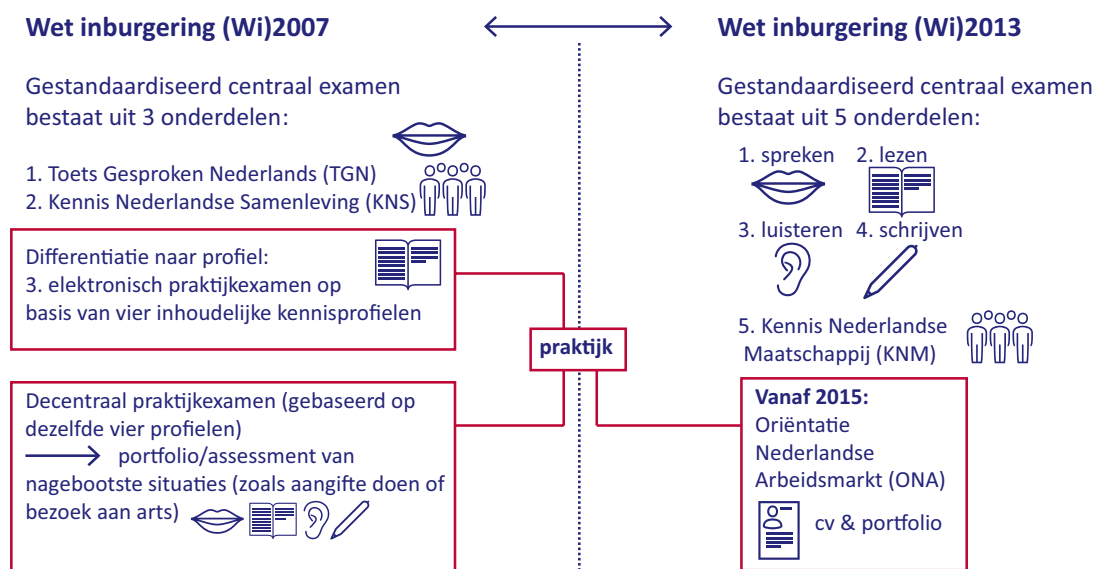 Wet inburgering (Wi)2007
Gestandaardiseerd centraal examen
bestaat uit 3 onderdelen:
1. Toets Gesproken Nederlands (TGN)
2. Kennis Nederlandse Samenleving (KNS)
Differentiatie naar profiel:
3. elektronisch praktijkexamen op
basis van vier inhoudelijke kennisprofielen
Decentraal praktijkexamen (gebaseerd op
dezelfde vier profielen)
portfolio/assessment van
nagebootste situaties (zoals aangifte doen of
bezoek aan arts)
praktijk
Wet inburgering (Wi)2013
Gestandaardiseerd centraal examen
bestaat uit 5 onderdelen:
1. spreken 2. lezen
3. luisteren 4. schrijven
5. Kennis Nederlandse
Maatschappij (KNM)
Vanaf 2015:
Oriëntatie
Nederlandse
Arbeidsmarkt (ONA)
cv & portfolio